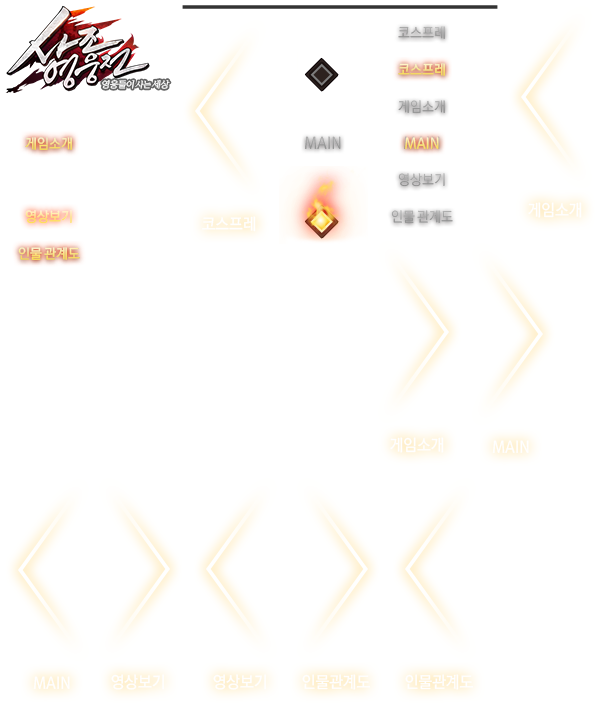 사조
영웅전
영웅들이 사는 세상
코스프레
코스프레
게임소개
게임소개
MAIN
MAIN
영상보기
영상보기
인물 관계도
코스프레
게임소개
인물 관계도
게임소개
MAIN
MAIN
영상보기
영상보기
인물관계도
인물관계도